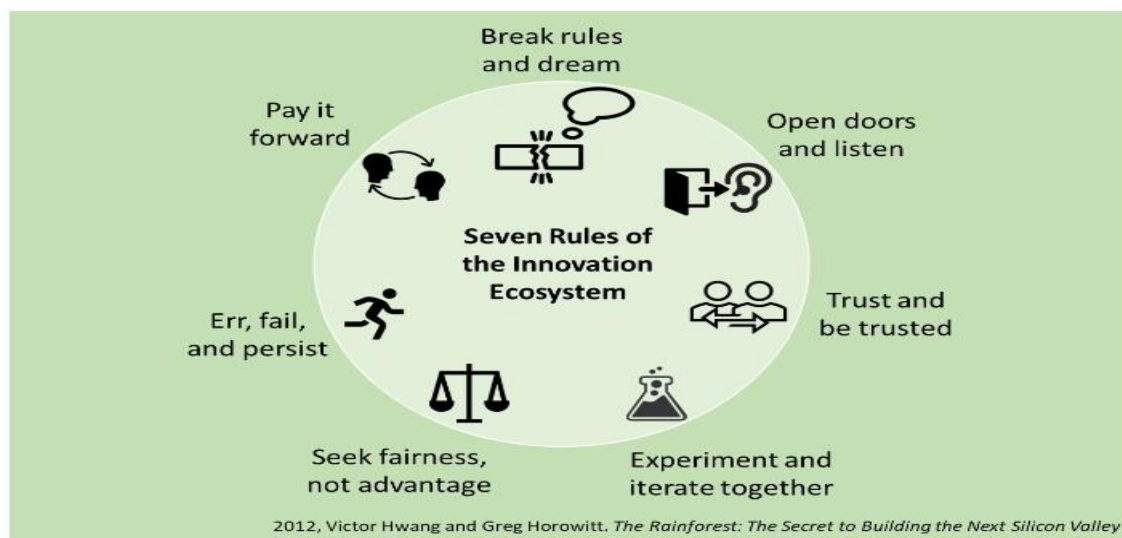 Break rules
and dream
Open doors
and listen
Trust and
be trusted
Experiment and
iterate together
Seek fairness,
not advantage
Err, fail,
and persist
Pay it
forward
Seven Rules of
the Innovation
Ecosystem
2012, Victor Hwang and Greg Horowitt. The Rainforest: The Secret to Building the Next Silicon Valley